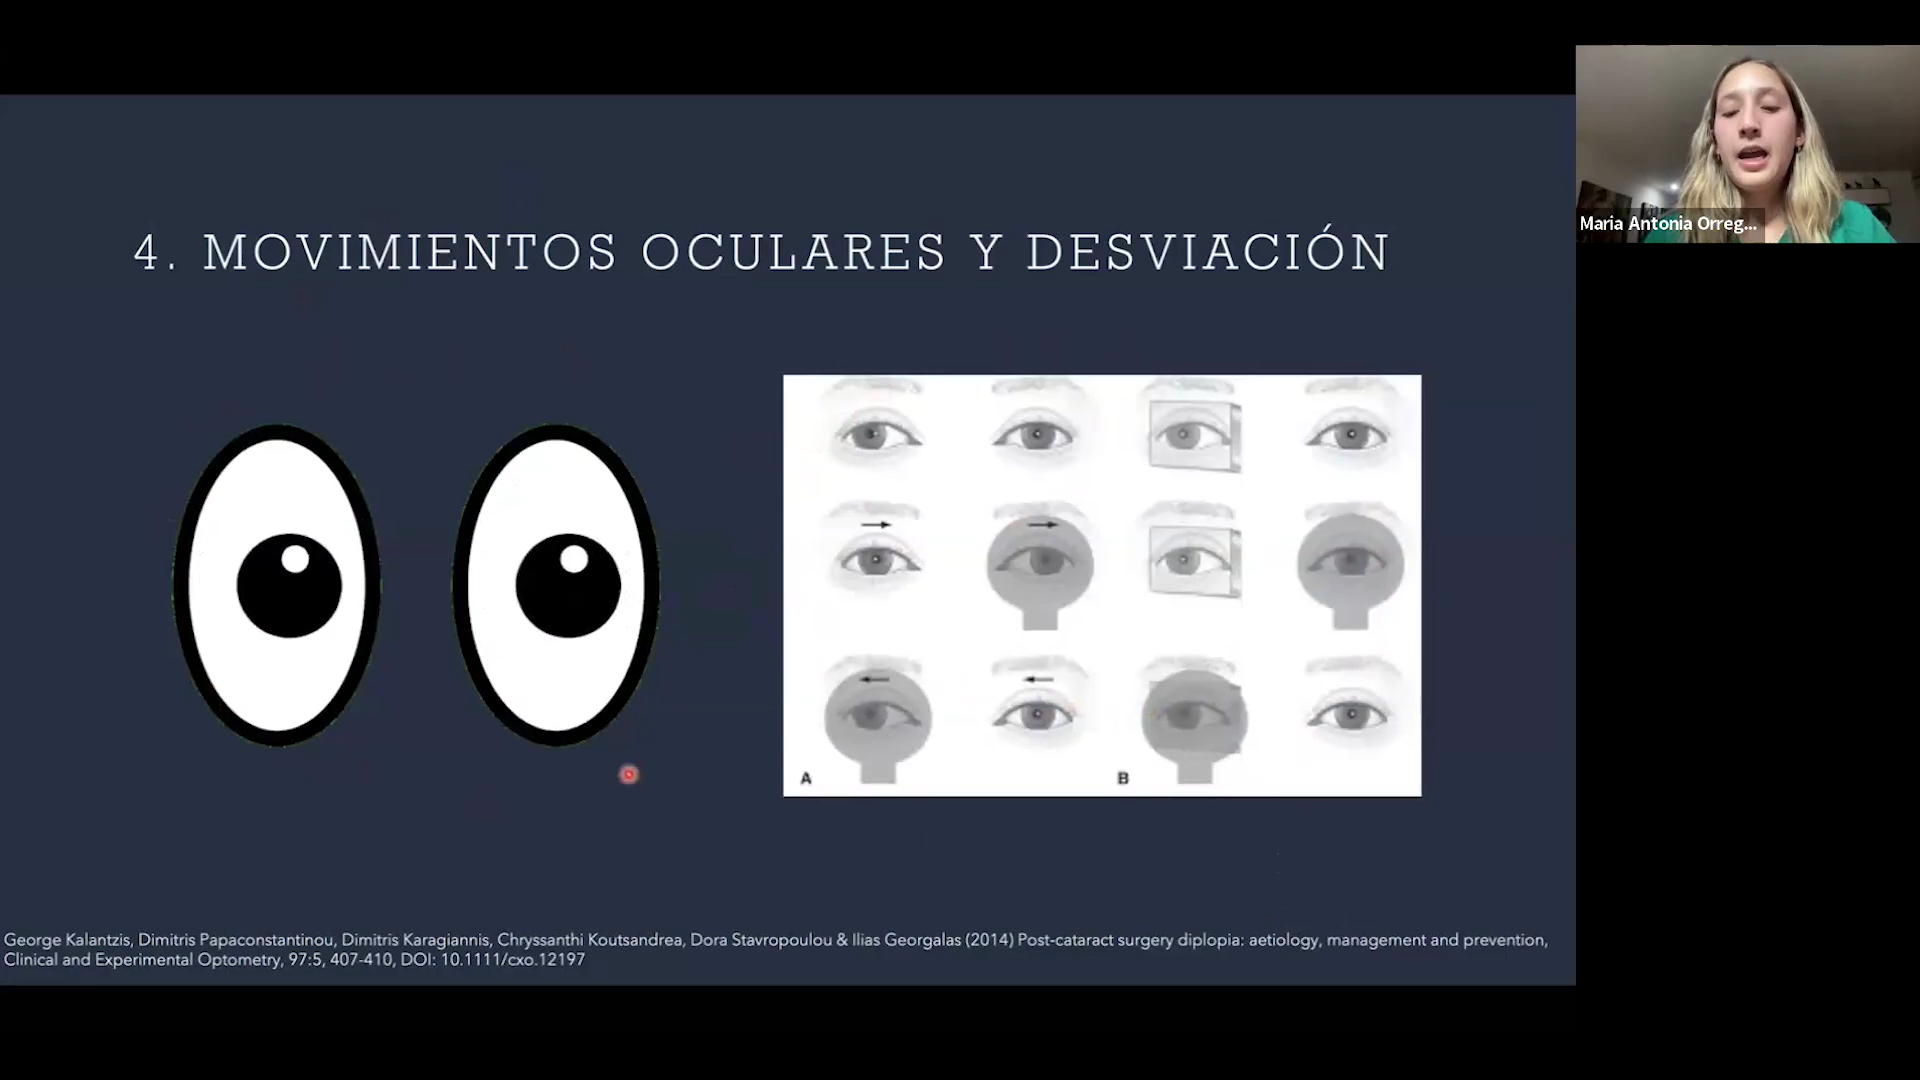 Maria Antonia Orreg...
4. MOVIMIENTOS OCULARES Y DESVIACIÓN
A
B
George Kalantzis, Dimitris Papaconstantinou, Dimitris Karagiannis, Chryssanthi Koutsandrea, Dora Stavropoulou & Ilias Georgalas (2014) Post-cataract surgery diplopia: aetiology, management and prevention,
Clinical and Experimental Optometry, 97:5, 407-410, DOI: 10.1111/cxo.12197